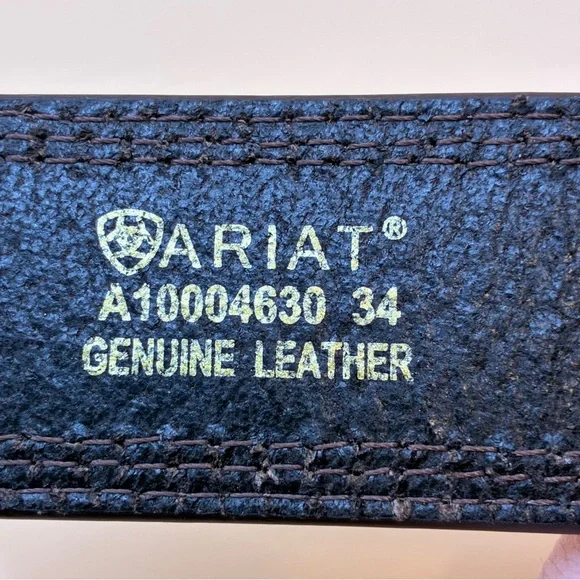 ARIAT®
A10004630 34
GENUINE LEATHER